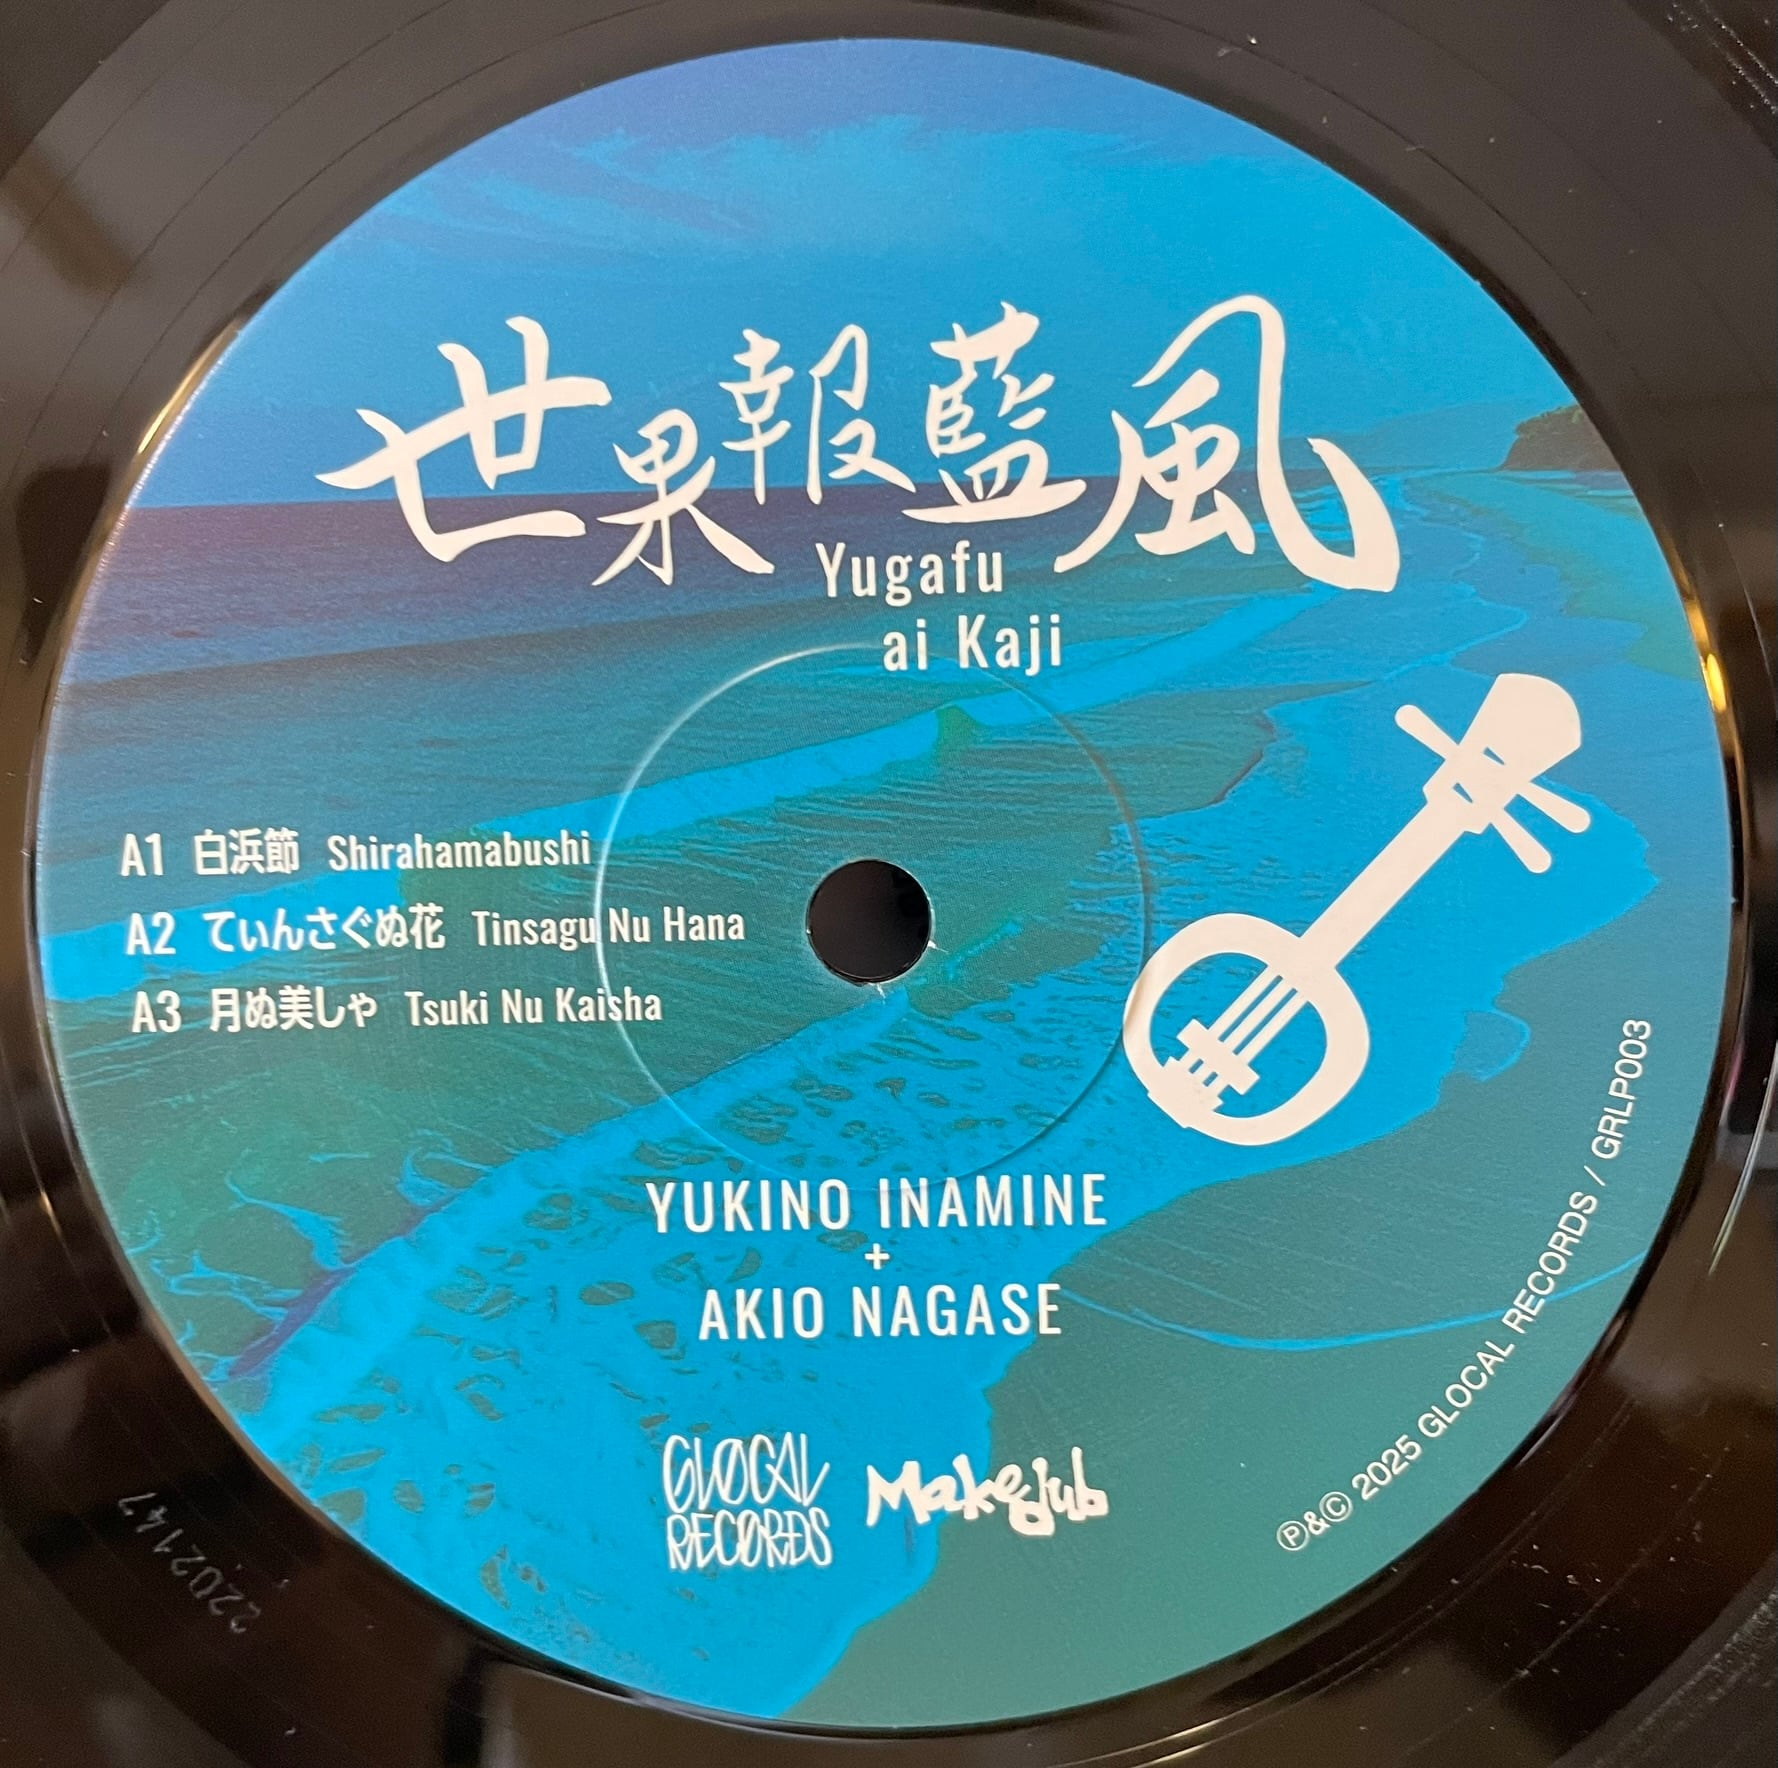 世果報藍風
Yugafu
ai Kaji
A1 白浜節 Shirahamabushi
A2 てぃんさぐぬ花 Tinsagu Nu Hana
A3 月ぬ美しゃ Tsuki Nu Kaisha
YUKINO INAMINE
+
AKIO NAGASE
GLOCAL
RECORDS
Makedub
Ⓟ&© 2025 GLOCAL RECORDS / GRLP003
2202147